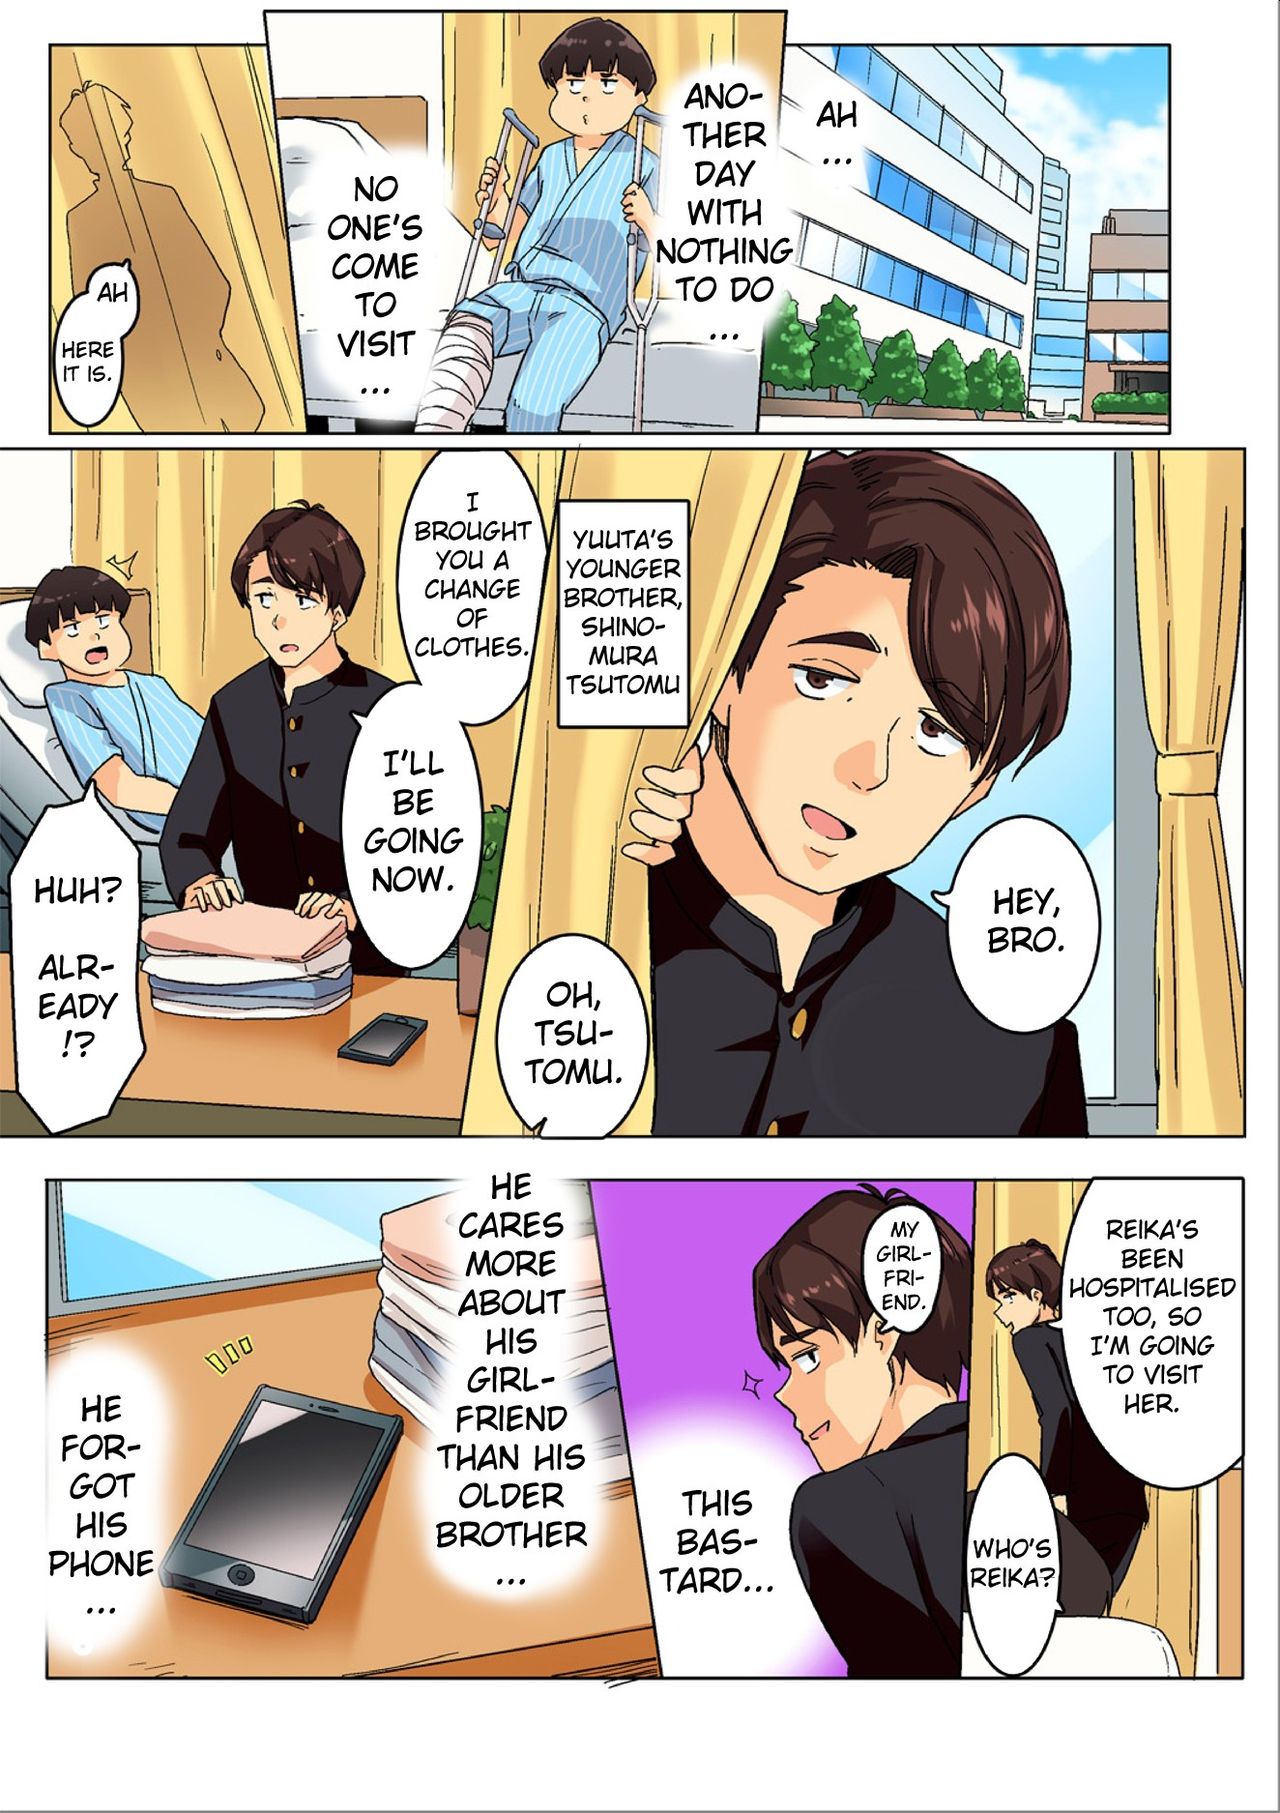 AH
...
ANO-
THER
DAY
WITH
NOTHING
TO DO
...
NO
ONE'S
COME
TO
VISIT
...
AH
HERE
IT IS.
HEY,
BRO.
YUUTA'S
YOUNGER
BROTHER,
SHINO-
MURA
TSUTOMU
OH,
TSU-
TOMU.
I
BROUGHT
YOU A
CHANGE
OF
CLOTHES.
I'LL
BE
GOING
NOW.
HUH?
ALR-
EADY
!?
REIKA'S
BEEN
HOSPITALISED
TOO, SO
I'M GOING
TO VISIT
HER.
WHO'S
REIKA?
MY
GIRL-
FRI-
END.
THIS
BAS-
TARD...
HE
CARES
MORE
ABOUT
HIS
GIRL-
FRIEND
THAN HIS
OLDER
BROTHER
...
HE
FOR-
GOT
HIS
PHONE
...